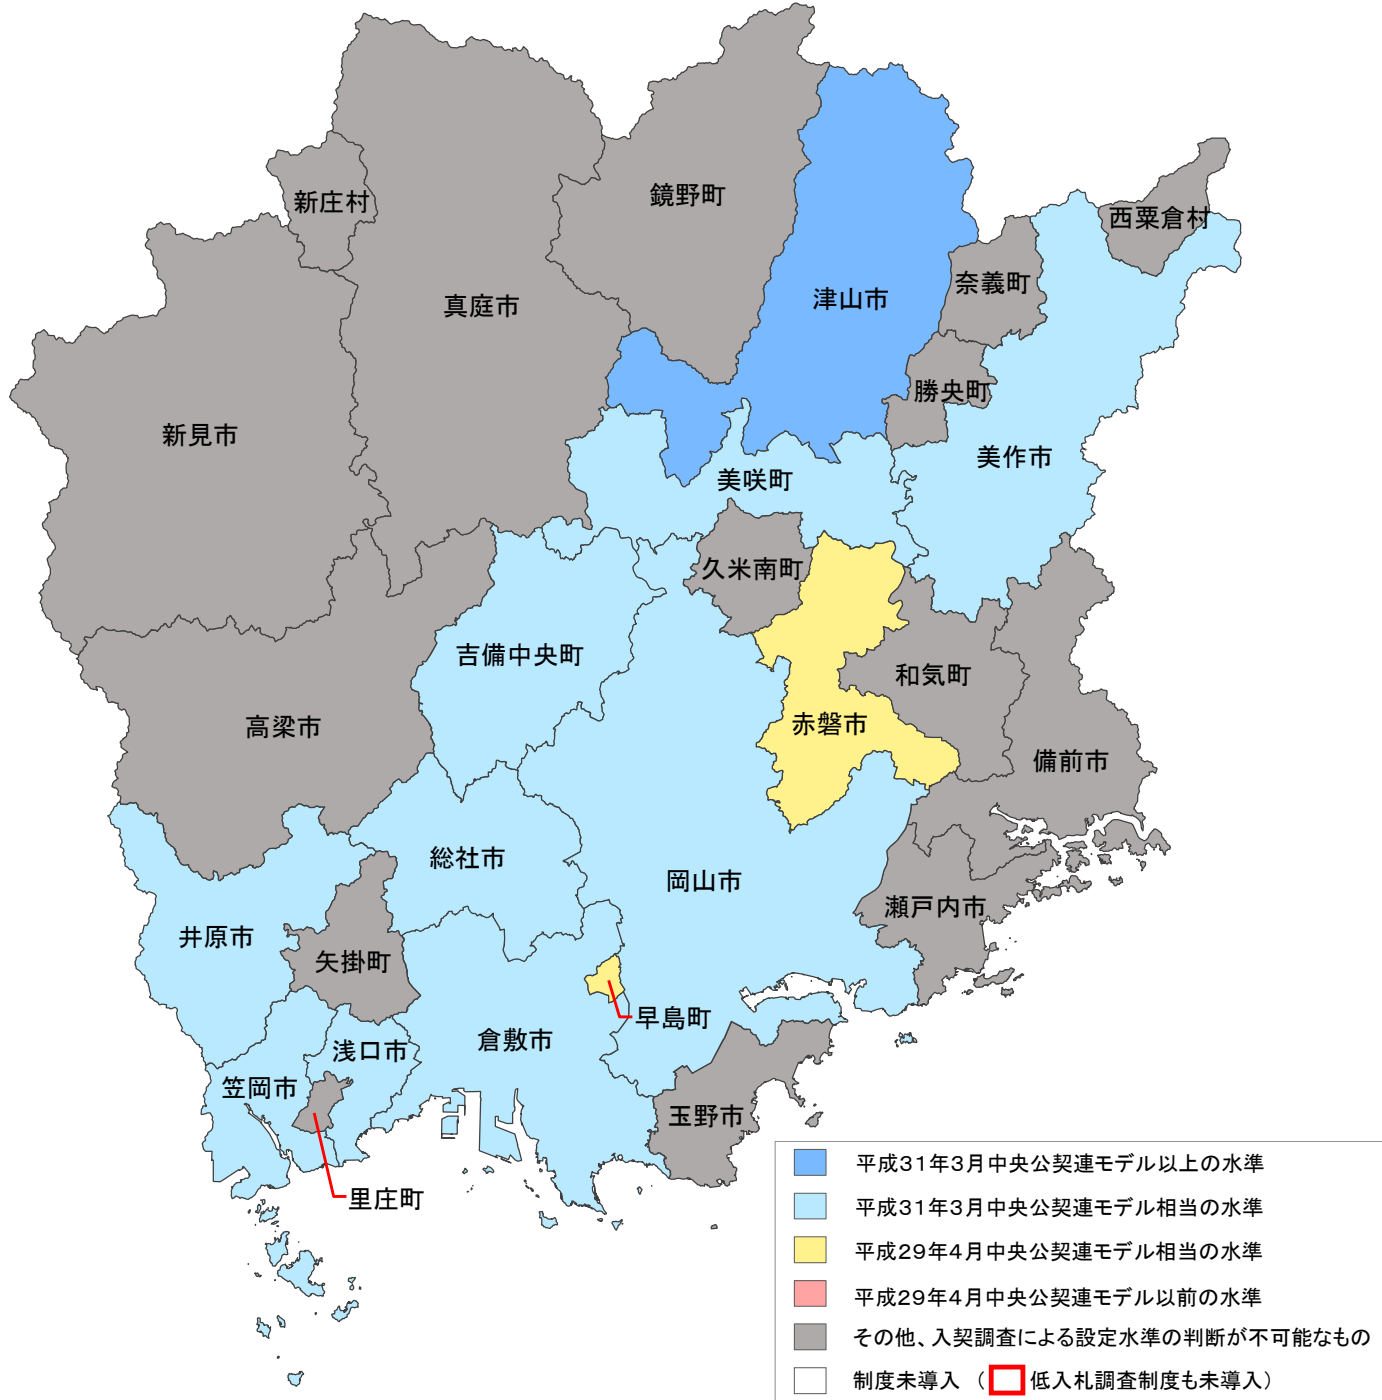 新庄村
鏡野町
西粟倉村
奈義町
津山市
真庭市
勝央町
新見市
美作市
美咲町
久米南町
吉備中央町
和気町
高梁市
赤磐市
備前市
総社市
岡山市
瀬戸内市
井原市
矢掛町
早島町
倉敷市
浅口市
笠岡市
玉野市
里庄町
平成31年3月中央公契連モデル以上の水準
平成31年3月中央公契連モデル相当の水準
平成29年4月中央公契連モデル相当の水準
平成29年4月中央公契連モデル以前の水準
その他、入契調査による設定水準の判断が不可能なもの
制度未導入 ( 低入札調査制度も未導入)